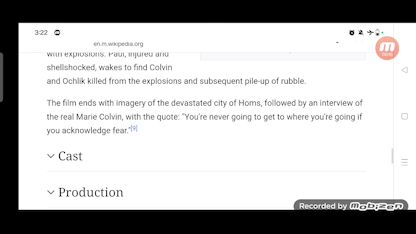 3:22
en.m.wikipedia.org
with explosions. Paul, injured and
shellshocked, wakes to find Colvin
and Ochlik killed from the explosions and subsequent pile-up of rubble.
The film ends with imagery of the devastated city of Homs, followed by an interview of
the real Marie Colvin, with the quote: "You're never going to get to where you're going if
you acknowledge fear."[9]
Cast
Production
Recorded by MOBIZEN